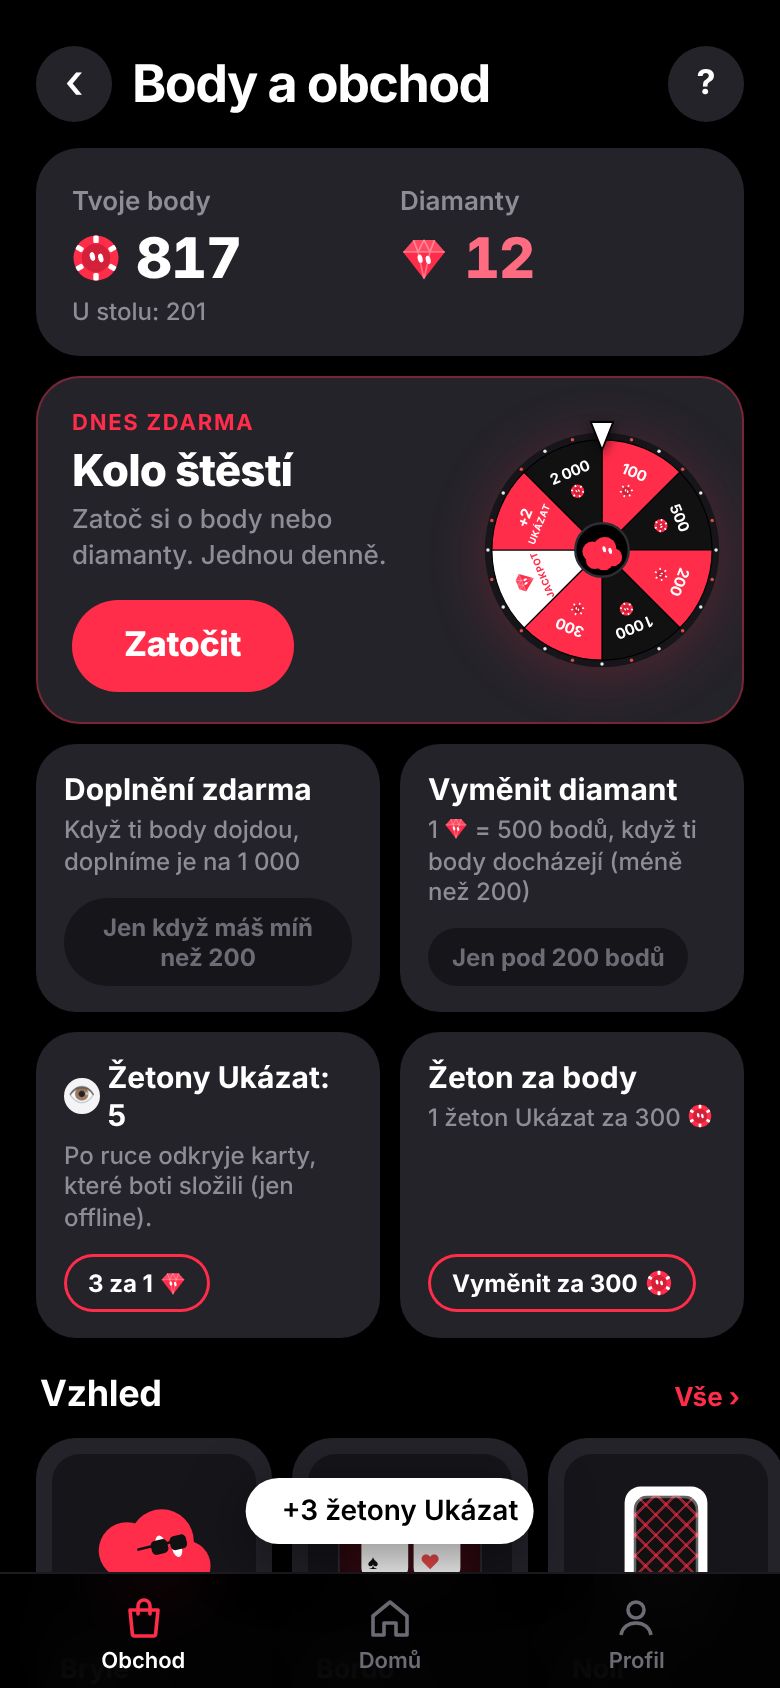 Body a obchod
?
Tvoje body
Diamanty
817
12
U stolu: 201
DNES ZDARMA
Kolo štěstí
Zatoč si o body nebo
diamanty. Jednou denně.
Zatočit
2 000
100
500
200
1 000
300
JACKPOT
+2
UKÁZAT
Doplnění zdarma
Když ti body dojdou,
doplníme je na 1 000
Jen když máš míň
než 200
Vyměnit diamant
1 = 500 bodů, když ti
body docházejí (méně
než 200)
Jen pod 200 bodů
Žetony Ukázat:
5
Po ruce odkryje karty,
které boti složili (jen
offline).
3 za 1
Žeton za body
1 žeton Ukázat za 300
Vyměnit za 300
Vzhled
Vše ›
+3 žetony Ukázat
Obchod
Domů
Profil